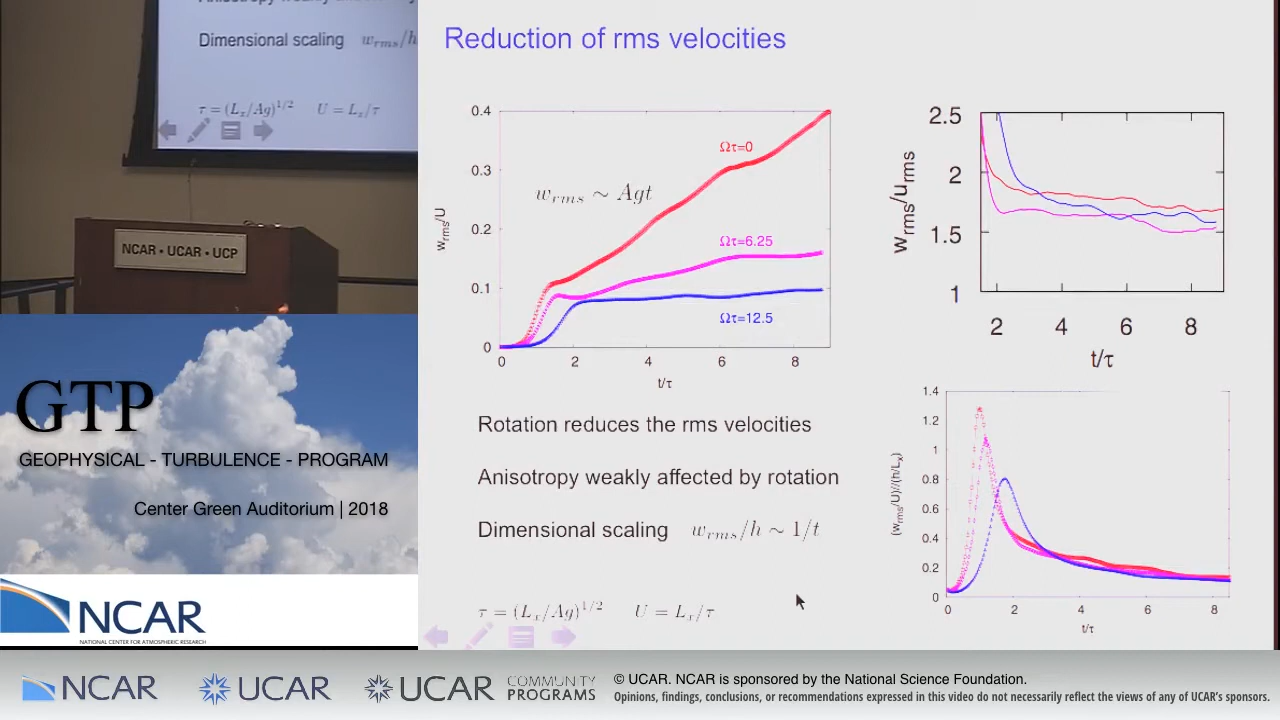 Dimensional scaling w_{rms}/h
τ = (L_x/Ag)^{1/2} U = L_x/τ
NCAR • UCAR • UCP
GTP
GEOPHYSICAL - TURBULENCE - PROGRAM
Center Green Auditorium | 2018
NCAR
NATIONAL CENTER FOR ATMOSPHERIC RESEARCH
Reduction of rms velocities
0.4
0.3
0.2
0.1
0
w_{rms}/U
Ωτ=0
w_{rms} ~ Agt
Ωτ=6.25
Ωτ=12.5
0 2 4 6 8
t/τ
2.5
2
1.5
1
w_{rms}/u_{rms}
2 4 6 8
t/τ
Rotation reduces the rms velocities
Anisotropy weakly affected by rotation
Dimensional scaling w_{rms}/h ~ 1/t
τ = (L_x/Ag)^{1/2} U = L_x/τ
1.4
1.2
1
0.8
0.6
0.4
0.2
0
(w_{rms}/U)/(h/L_x)
0 2 4 6 8
t/τ
NCAR
UCAR
UCAR
COMMUNITY
PROGRAMS
© UCAR. NCAR is sponsored by the National Science Foundation.
Opinions, findings, conclusions, or recommendations expressed in this video do not necessarily reflect the views of any of UCAR's sponsors.